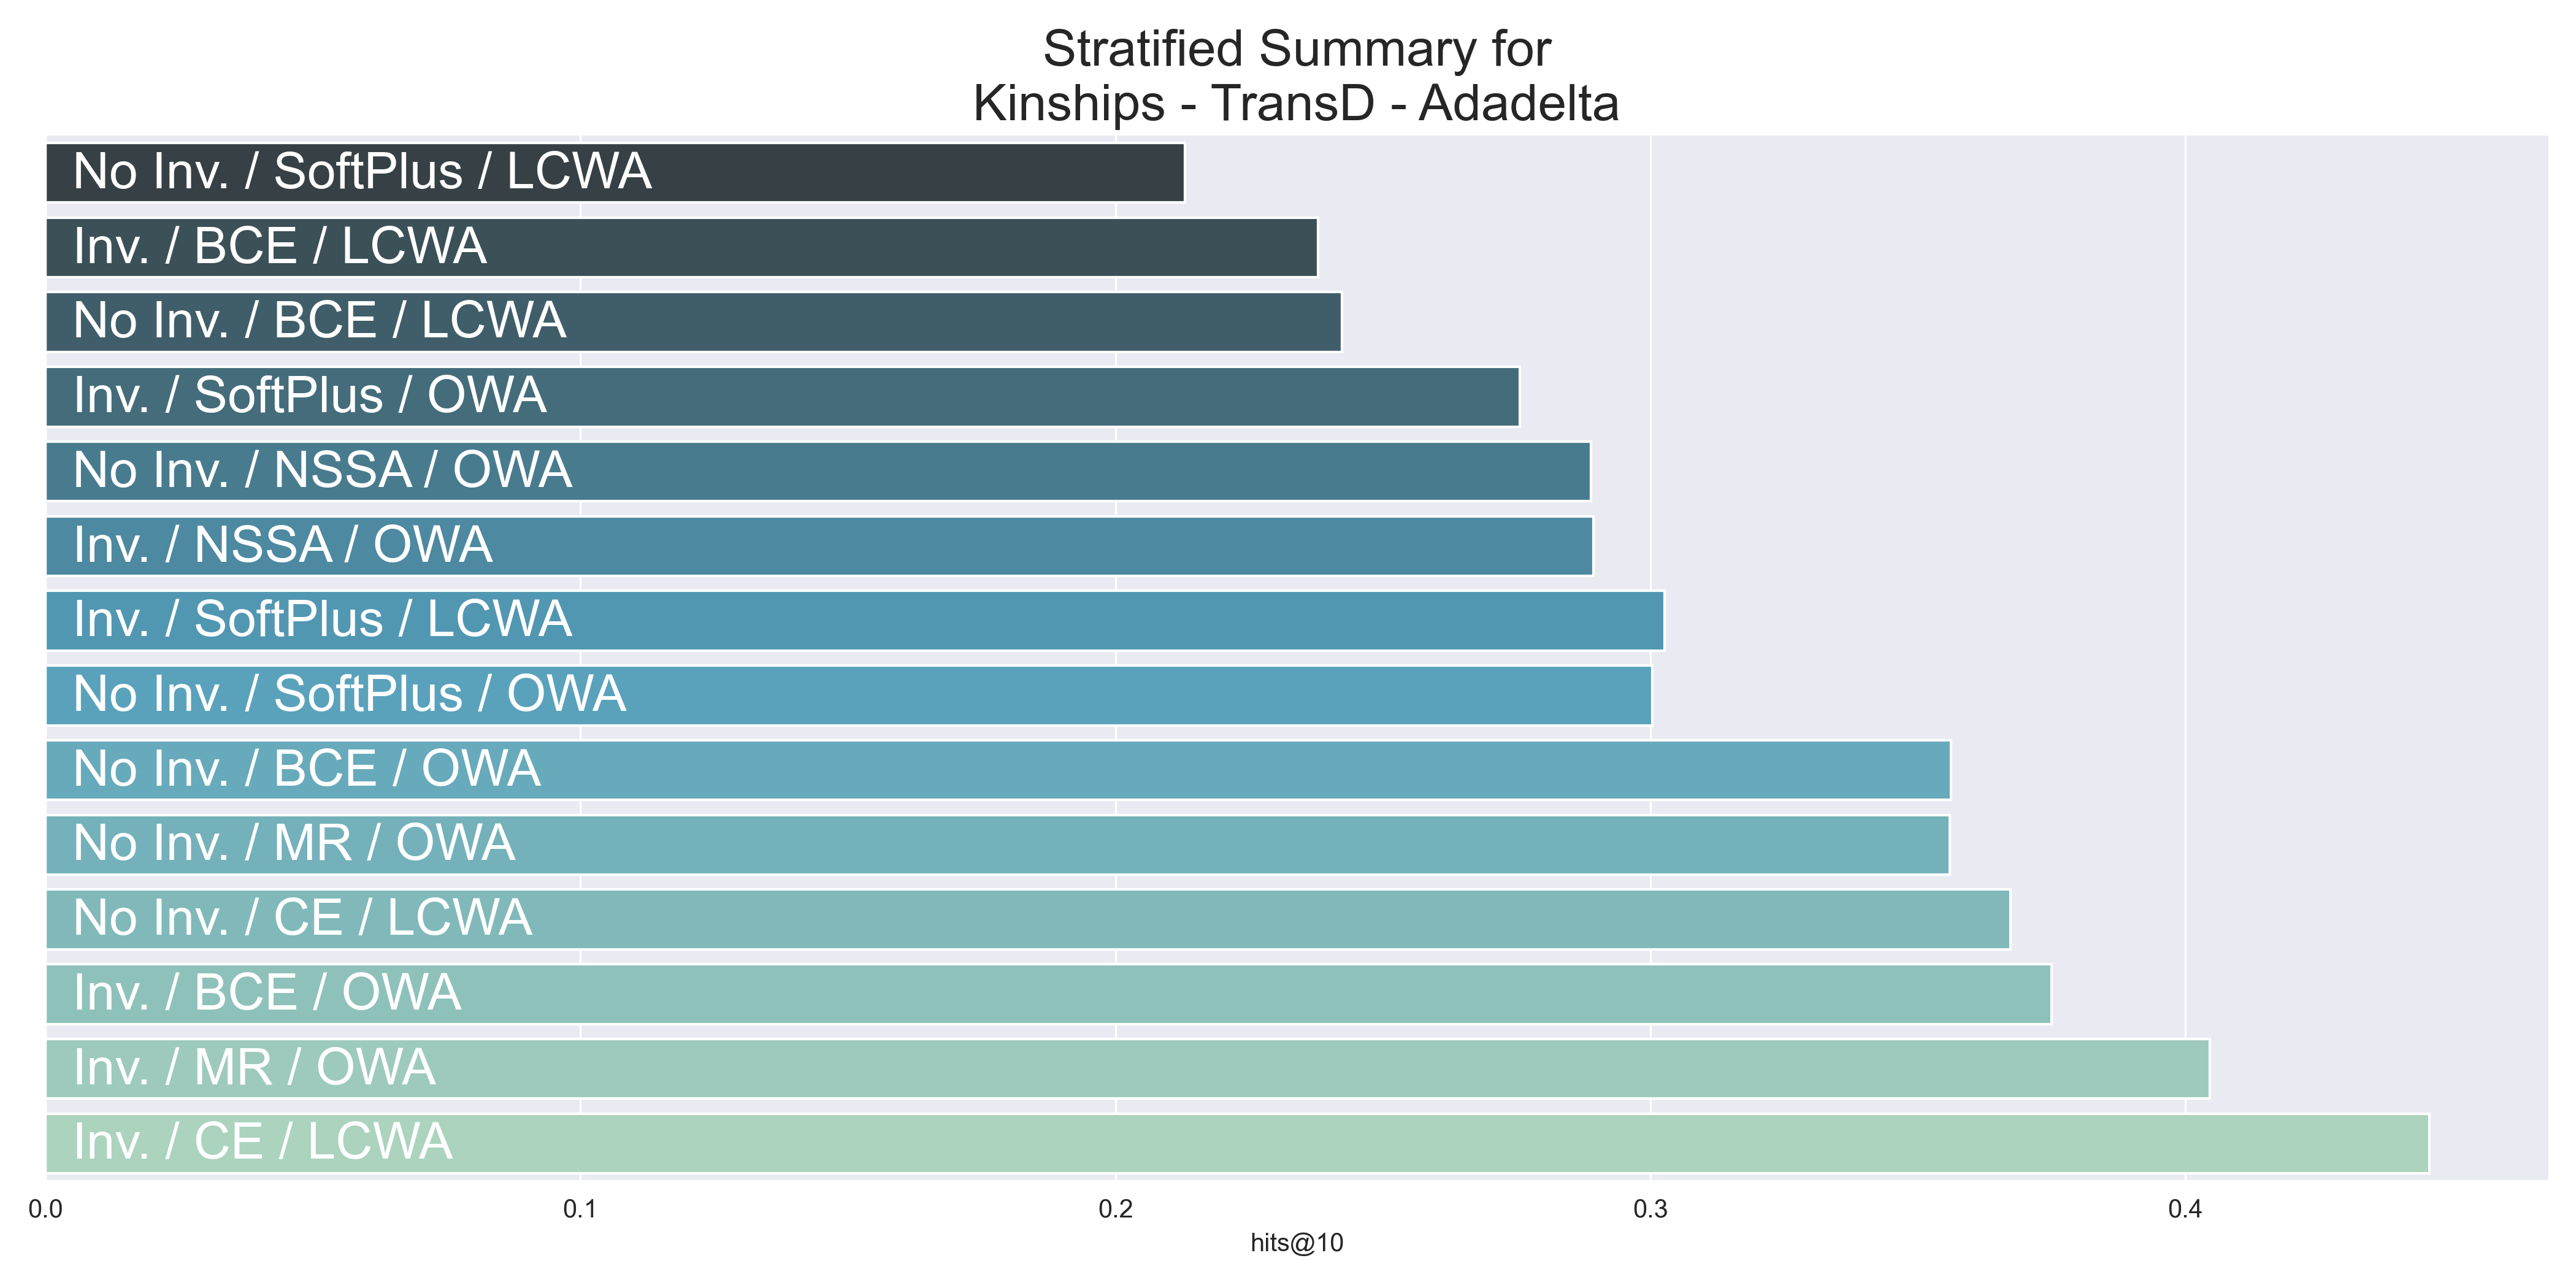 Stratified Summary for
Kinships - TransD - Adadelta
No Inv. / SoftPlus / LCWA
Inv. / BCE / LCWA
No Inv. / BCE / LCWA
Inv. / SoftPlus / OWA
No Inv. / NSSA / OWA
Inv. / NSSA / OWA
Inv. / SoftPlus / LCWA
No Inv. / SoftPlus / OWA
No Inv. / BCE / OWA
No Inv. / MR / OWA
No Inv. / CE / LCWA
Inv. / BCE / OWA
Inv. / MR / OWA
Inv. / CE / LCWA
0.0 0.1 0.2 0.3 0.4
hits@10